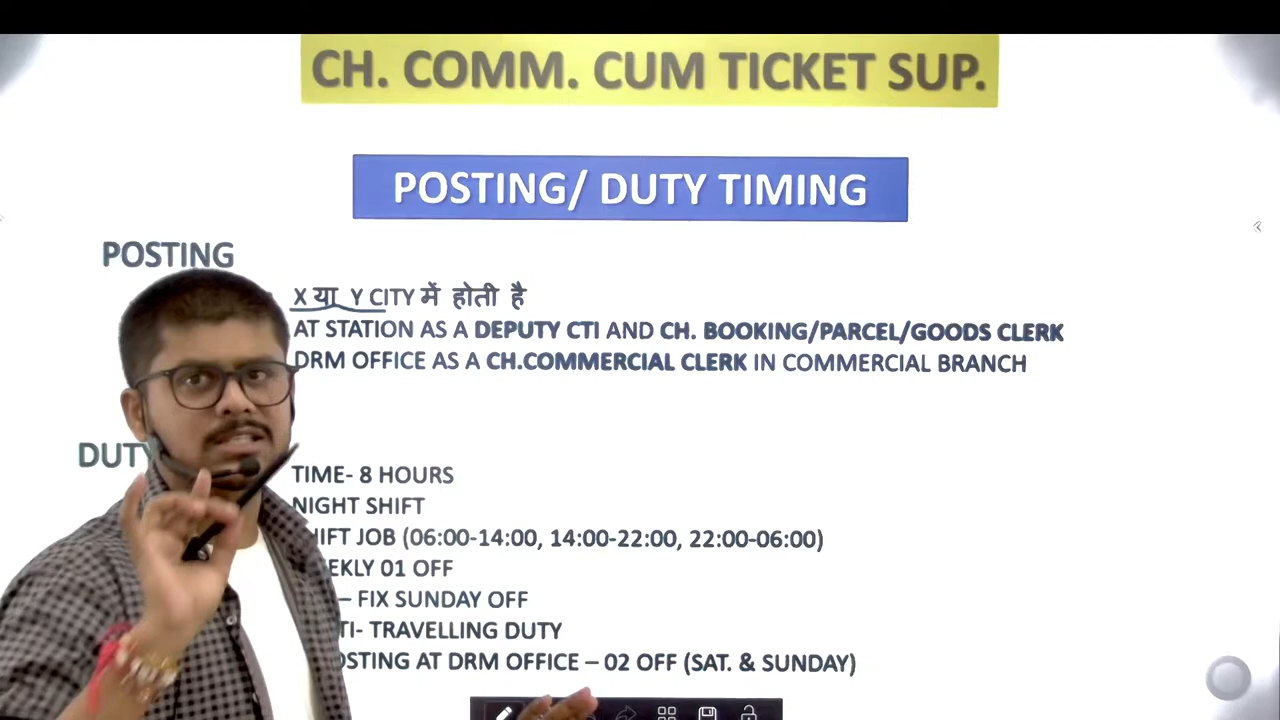 CH. COMM. CUM TICKET SUP.
POSTING/ DUTY TIMING
POSTING
X या Y CITY में होती है
AT STATION AS A DEPUTY CTI AND CH. BOOKING/PARCEL/GOODS CLERK
DRM OFFICE AS A CH.COMMERCIAL CLERK IN COMMERCIAL BRANCH
DUTY
TIME- 8 HOURS
NIGHT SHIFT
JOB (06:00-14:00, 14:00-22:00, 22:00-06:00)
01 OFF
– FIX SUNDAY OFF
TRAVELLING DUTY
AT DRM OFFICE – 02 OFF (SAT. & SUNDAY)